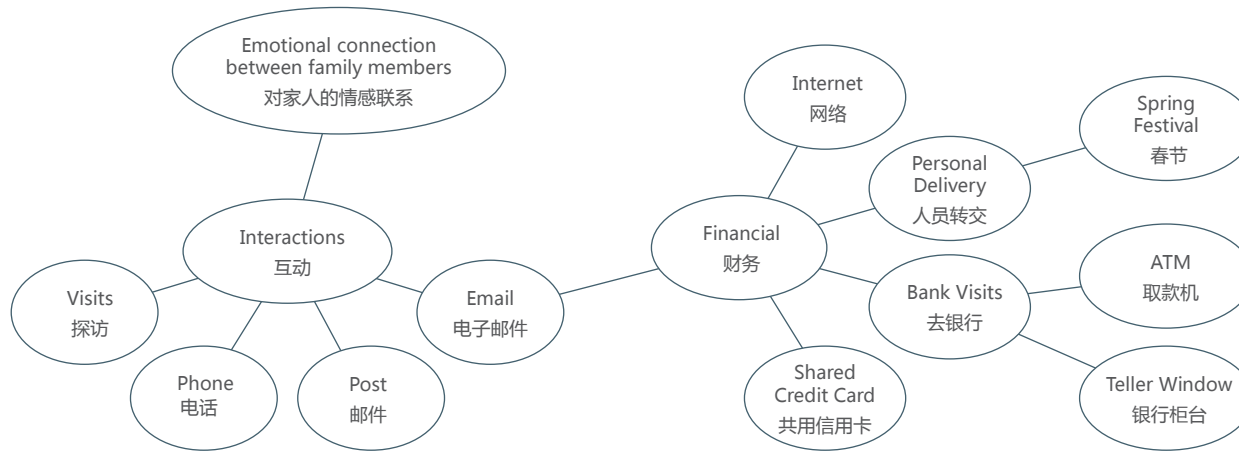 Emotional connection
between family members
对家人的情感联系
Interactions
互动
Visits
探访
Phone
电话
Post
邮件
Email
电子邮件
Financial
财务
Internet
网络
Personal
Delivery
人员转交
Spring
Festival
春节
Bank Visits
去银行
ATM
取款机
Teller Window
银行柜台
Shared
Credit Card
共用信用卡